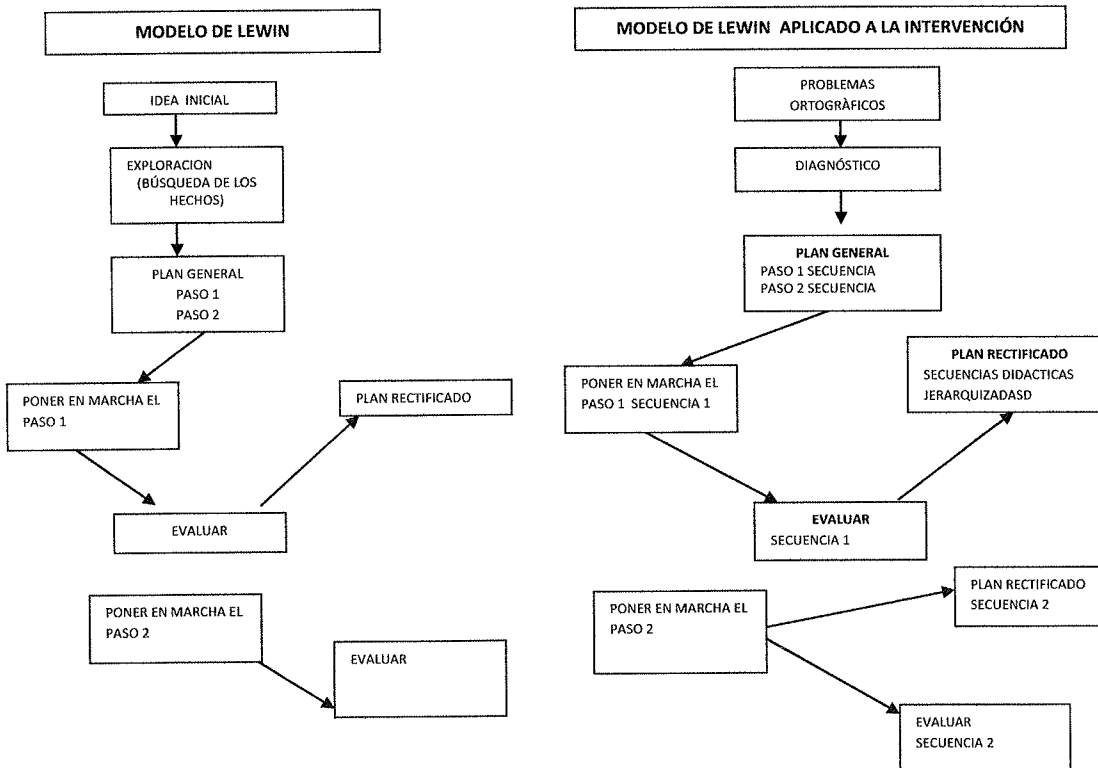 MODELO DE LEWIN
IDEA INICIAL
EXPLORACION
(BÚSQUEDA DE LOS
HECHOS)
PLAN GENERAL
PASO 1
PASO 2
PONER EN MARCHA EL
PASO 1
PLAN RECTIFICADO
EVALUAR
PONER EN MARCHA EL
PASO 2
EVALUAR
MODELO DE LEWIN APLICADO A LA INTERVENCIÓN
PROBLEMAS
ORTOGRÀFICOS
DIAGNÓSTICO
PLAN GENERAL
PASO 1 SECUENCIA
PASO 2 SECUENCIA
PONER EN MARCHA EL
PASO 1 SECUENCIA 1
PLAN RECTIFICADO
SECUENCIAS DIDACTICAS
JERARQUIZADASD
EVALUAR
SECUENCIA 1
PONER EN MARCHA EL
PASO 2
PLAN RECTIFICADO
SECUENCIA 2
EVALUAR
SECUENCIA 2